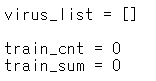 virus_list = []
train_cnt = 0
train_sum = 0